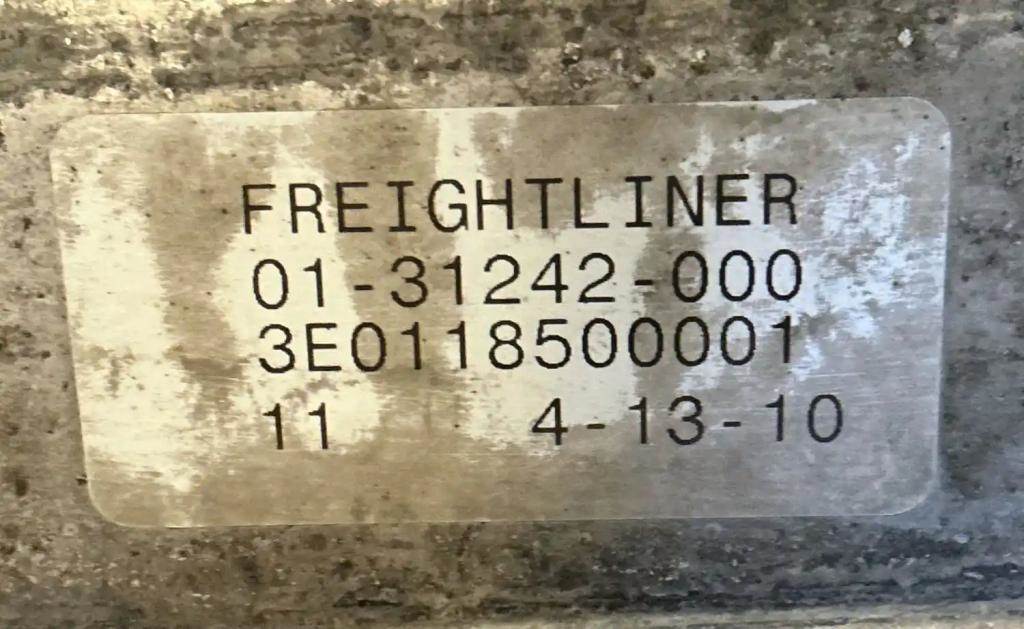 FREIGHTLINER
01-31242-000
3E0118500001
11 4-13-10